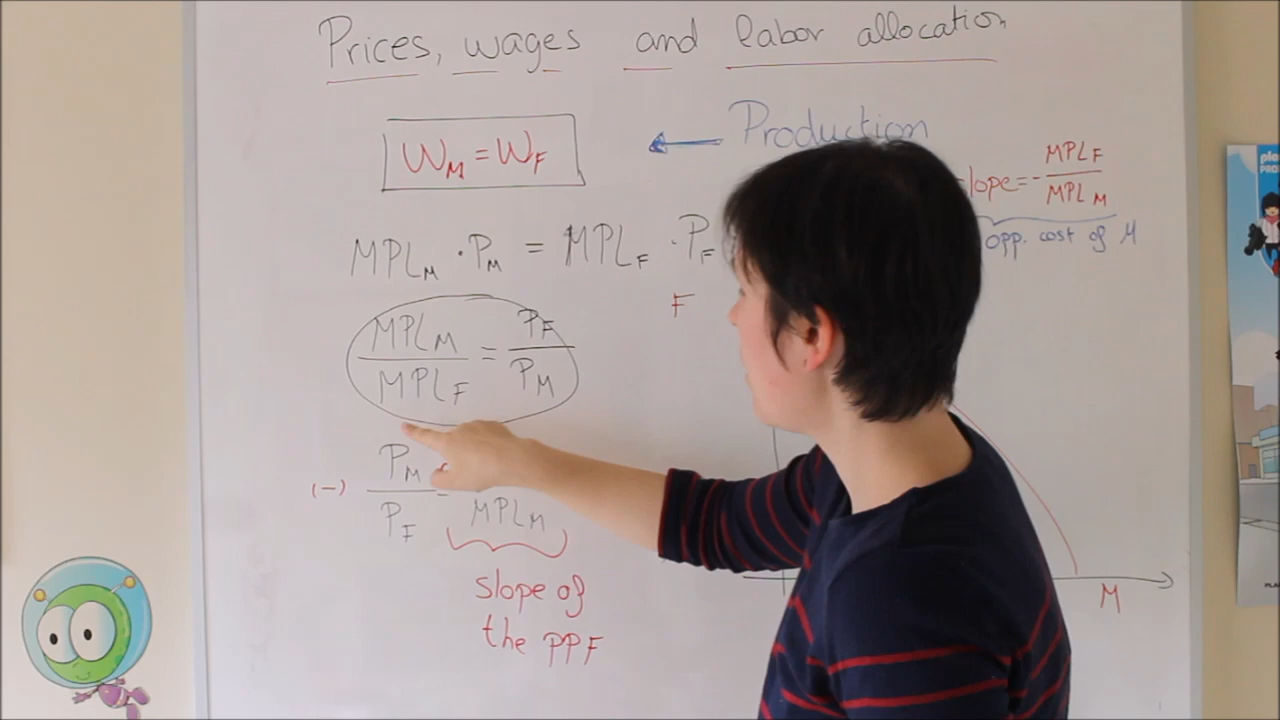 Prices, wages and labor allocation
Production
W_M = W_F
slope = - MPL_F / MPL_M
opp. cost of M
MPL_M · P_M = MPL_F · P_F
F
MPL_M / MPL_F = P_F / P_M
(-) P_M / P_F
MPL_M
slope of
the PPF
M